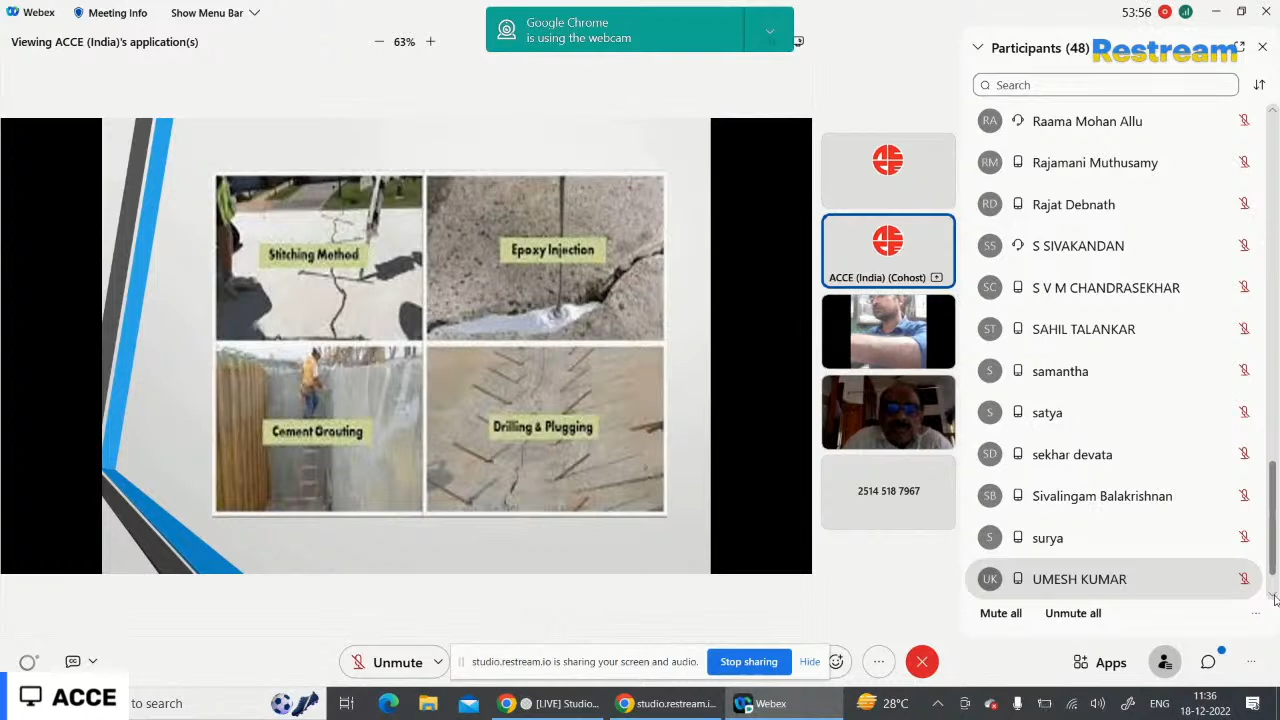 Webex
Meeting Info
Show Menu Bar
Google Chrome
is using the webcam
53:56
Viewing ACCE (India)'s application(s)
63%
Participants (48)
Restream
Search
RA Raama Mohan Allu
RM Rajamani Muthusamy
RD Rajat Debnath
SS S SIVAKANDAN
SC S V M CHANDRASEKHAR
ST SAHIL TALANKAR
S samantha
S satya
SD sekhar devata
SB Sivalingam Balakrishnan
S surya
UK UMESH KUMAR
Mute all
Unmute all
Stitching Method
Epoxy Injection
Cement Grouting
Drilling & Plugging
ACCE (India) (Cohost)
2514 518 7967
CC
Unmute
studio.restream.io is sharing your screen and audio.
Stop sharing
Hide
Apps
ACCE
to search
[LIVE] Studio...
studio.restream.i...
Webex
28°C
ENG
11:36
18-12-2022